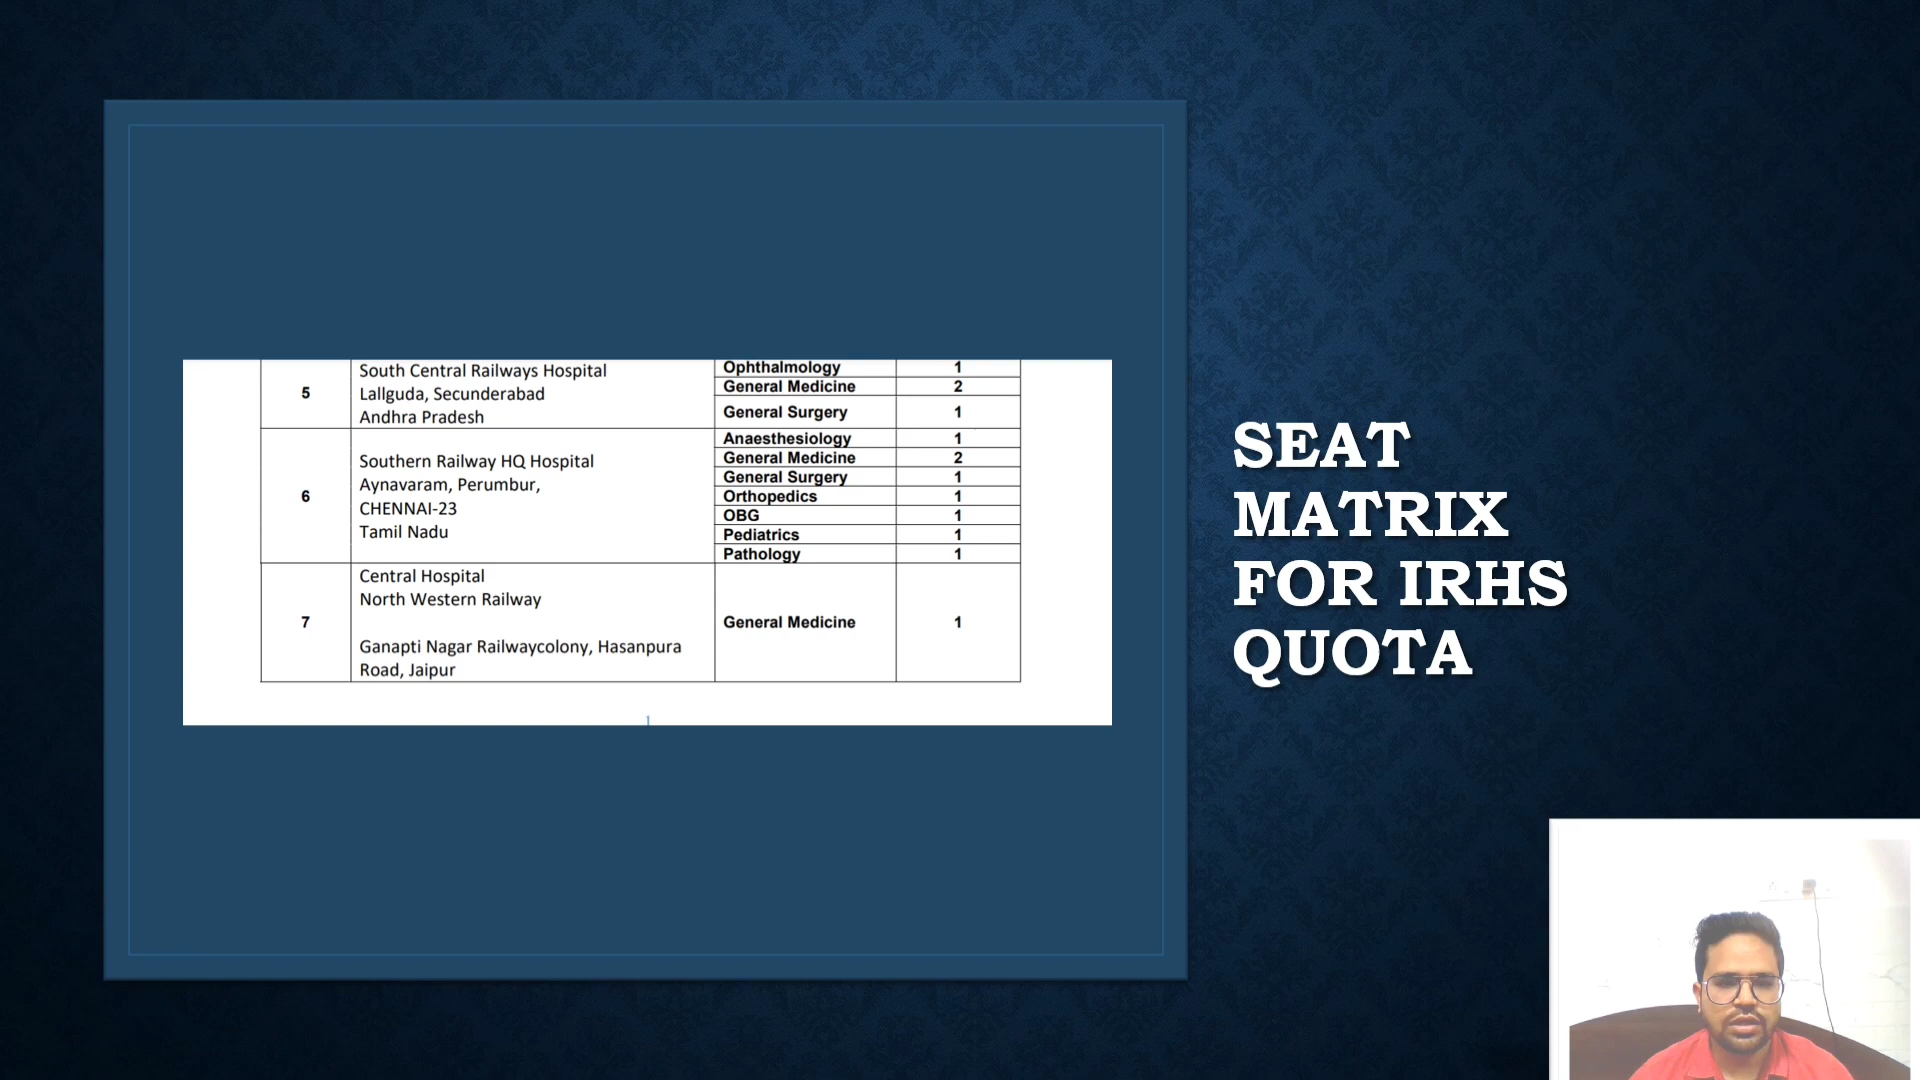 5
South Central Railways Hospital
Lallguda, Secunderabad
Andhra Pradesh
Ophthalmology 1
General Medicine 2
General Surgery 1
6
Southern Railway HQ Hospital
Aynavaram, Perumbur,
CHENNAI-23
Tamil Nadu
Anaesthesiology 1
General Medicine 2
General Surgery 1
Orthopedics 1
OBG 1
Pediatrics 1
Pathology 1
7
Central Hospital
North Western Railway
Ganapti Nagar Railwaycolony, Hasanpura
Road, Jaipur
General Medicine 1
SEAT
MATRIX
FOR IRHS
QUOTA